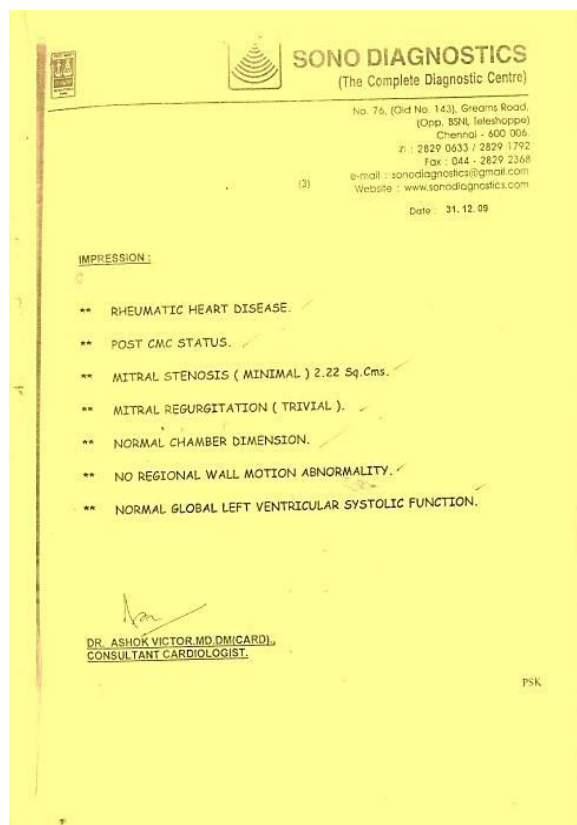 SONO DIAGNOSTICS
(The Complete Diagnostic Centre)
No. 76, (Old No. 143), Greams Road,
(Opp. BSNL Teleshoppe)
Chennai - 600 006.
: 2829 0633 / 2829 1792
Fax : 044 - 2829 2368
e-mail : sonodiagnostics@gmail.com
(3)
Website : www.sonodiagnostics.com
Date : 31. 12. 09
IMPRESSION :
** RHEUMATIC HEART DISEASE.
** POST CMC STATUS.
** MITRAL STENOSIS ( MINIMAL ) 2.22 Sq.Cms.
** MITRAL REGURGITATION ( TRIVIAL ).
** NORMAL CHAMBER DIMENSION.
** NO REGIONAL WALL MOTION ABNORMALITY.
** NORMAL GLOBAL LEFT VENTRICULAR SYSTOLIC FUNCTION.
DR. ASHOK VICTOR.MD.DM(CARD).,
CONSULTANT CARDIOLOGIST.
PSK